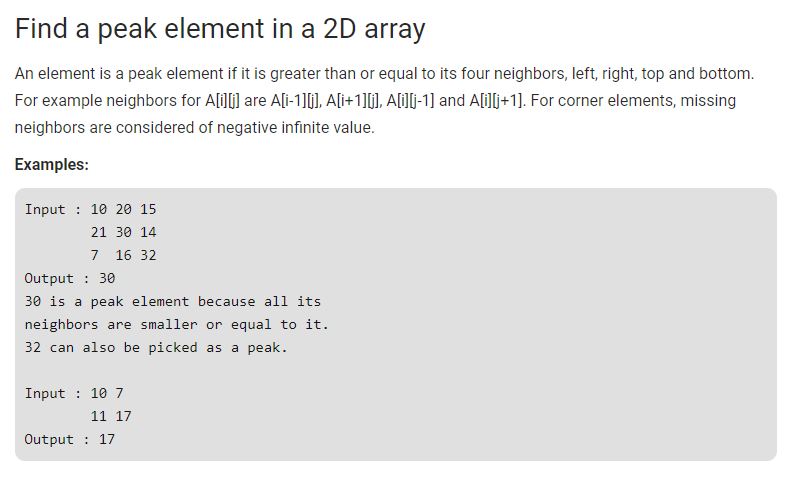 Find a peak element in a 2D array
An element is a peak element if it is greater than or equal to its four neighbors, left, right, top and bottom.
For example neighbors for A[i][j] are A[i-1][j], A[i+1][j], A[i][j-1] and A[i][j+1]. For corner elements, missing
neighbors are considered of negative infinite value.
Examples:
Input : 10 20 15
21 30 14
7 16 32
Output : 30
30 is a peak element because all its
neighbors are smaller or equal to it.
32 can also be picked as a peak.
Input : 10 7
11 17
Output : 17